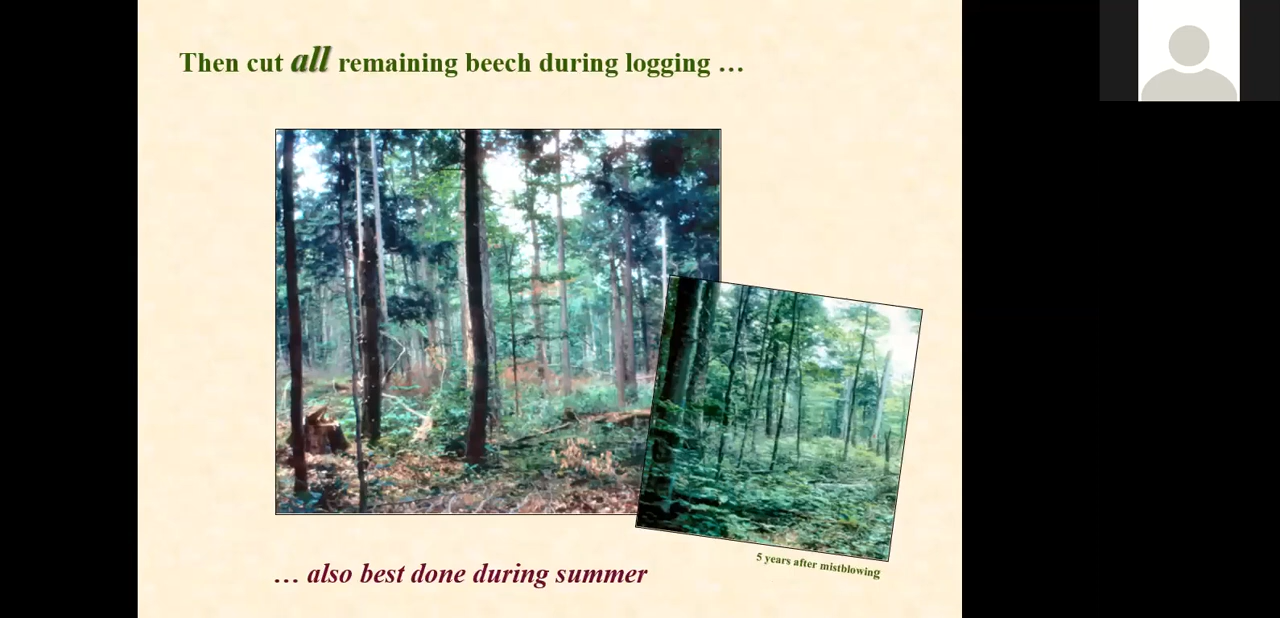 Then cut all remaining beech during logging …
… also best done during summer
5 years after mistblowing